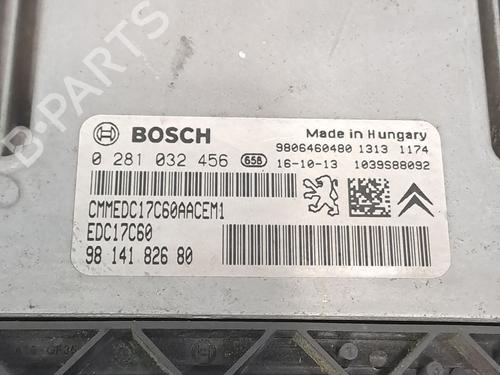 B-PARTS
BOSCH
Made in Hungary
9806460480 1313 1174
0 281 032 456 658 16-10-13 1039S88092
CMMEDC17C60AACEM1
EDC17C60
98 141 826 80
BOSCH